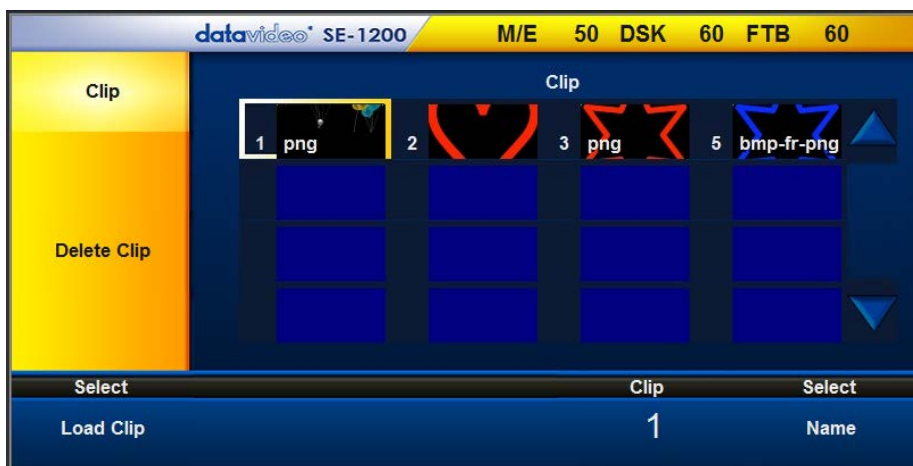 datavideo SE-1200 M/E 50 DSK 60 FTB 60
Clip
Clip
1 png 2 3 png 5 bmp-fr-png
Delete Clip
Select Clip Select
Load Clip 1 Name